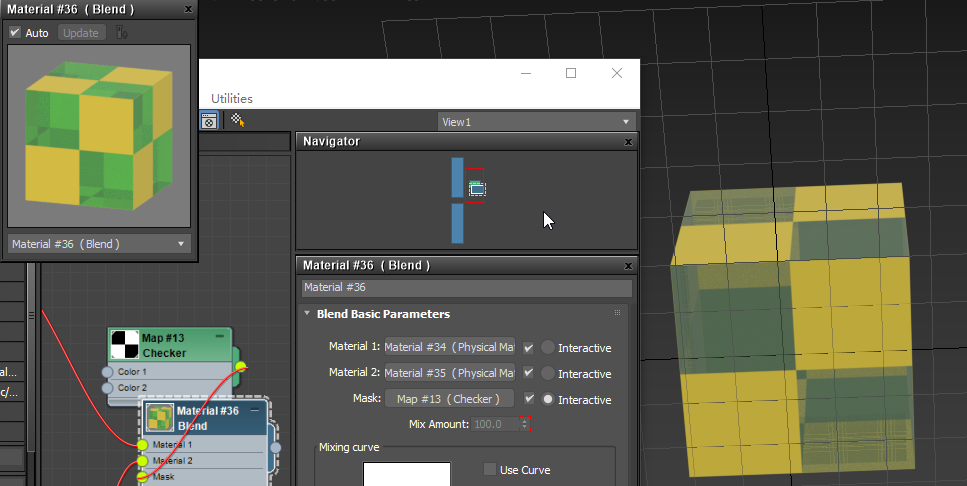 Material #36 ( Blend )
Auto
Update
Material #36 ( Blend )
Utilities
View1
Navigator
Material #36 ( Blend )
Material #36
Blend Basic Parameters
Material 1:
Material #34 ( Physical Mat
Interactive
Material 2:
Material #35 ( Physical Mat
Interactive
Mask:
Map #13 ( Checker )
Interactive
Mix Amount:
100.0
Mixing curve
Use Curve
Map #13
Checker
Color 1
Color 2
Material #36
Blend
Material 1
Material 2
Mask
al...
c/...